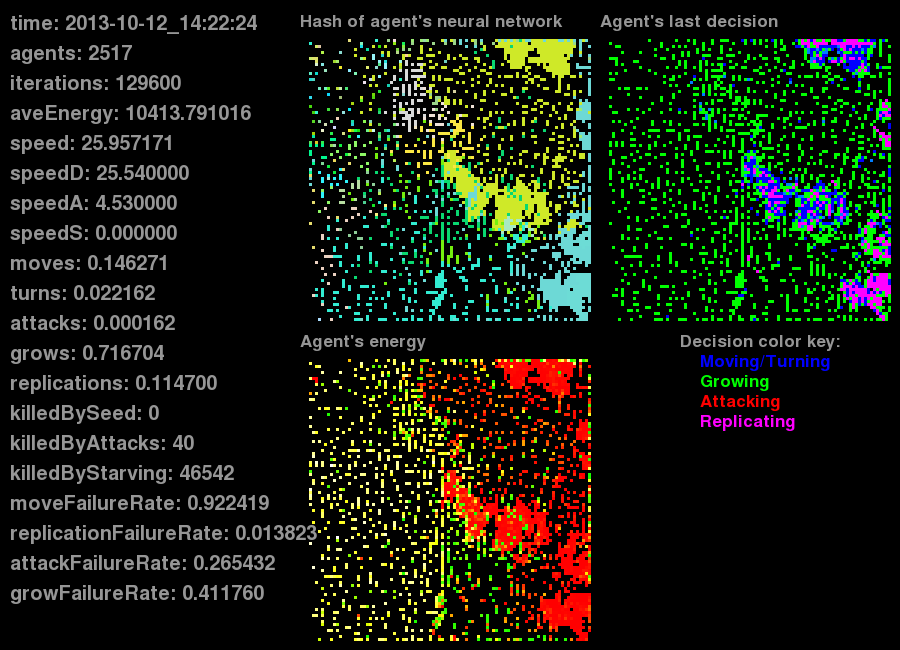 time: 2013-10-12_14:22:24
agents: 2517
iterations: 129600
aveEnergy: 10413.791016
speed: 25.957171
speedD: 25.540000
speedA: 4.530000
speedS: 0.000000
moves: 0.146271
turns: 0.022162
attacks: 0.000162
grows: 0.716704
replications: 0.114700
killedBySeed: 0
killedByAttacks: 40
killedByStarving: 46542
moveFailureRate: 0.922419
replicationFailureRate: 0.013823
attackFailureRate: 0.265432
growFailureRate: 0.411760
Hash of agent's neural network
Agent's last decision
Agent's energy
Decision color key:
Moving/Turning
Growing
Attacking
Replicating